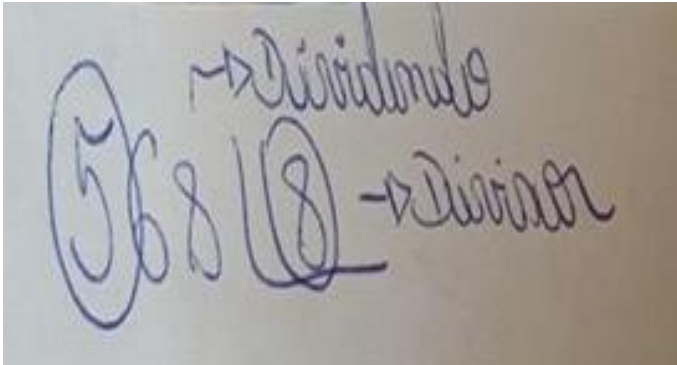 → Dividendo
568 8 → Divisor